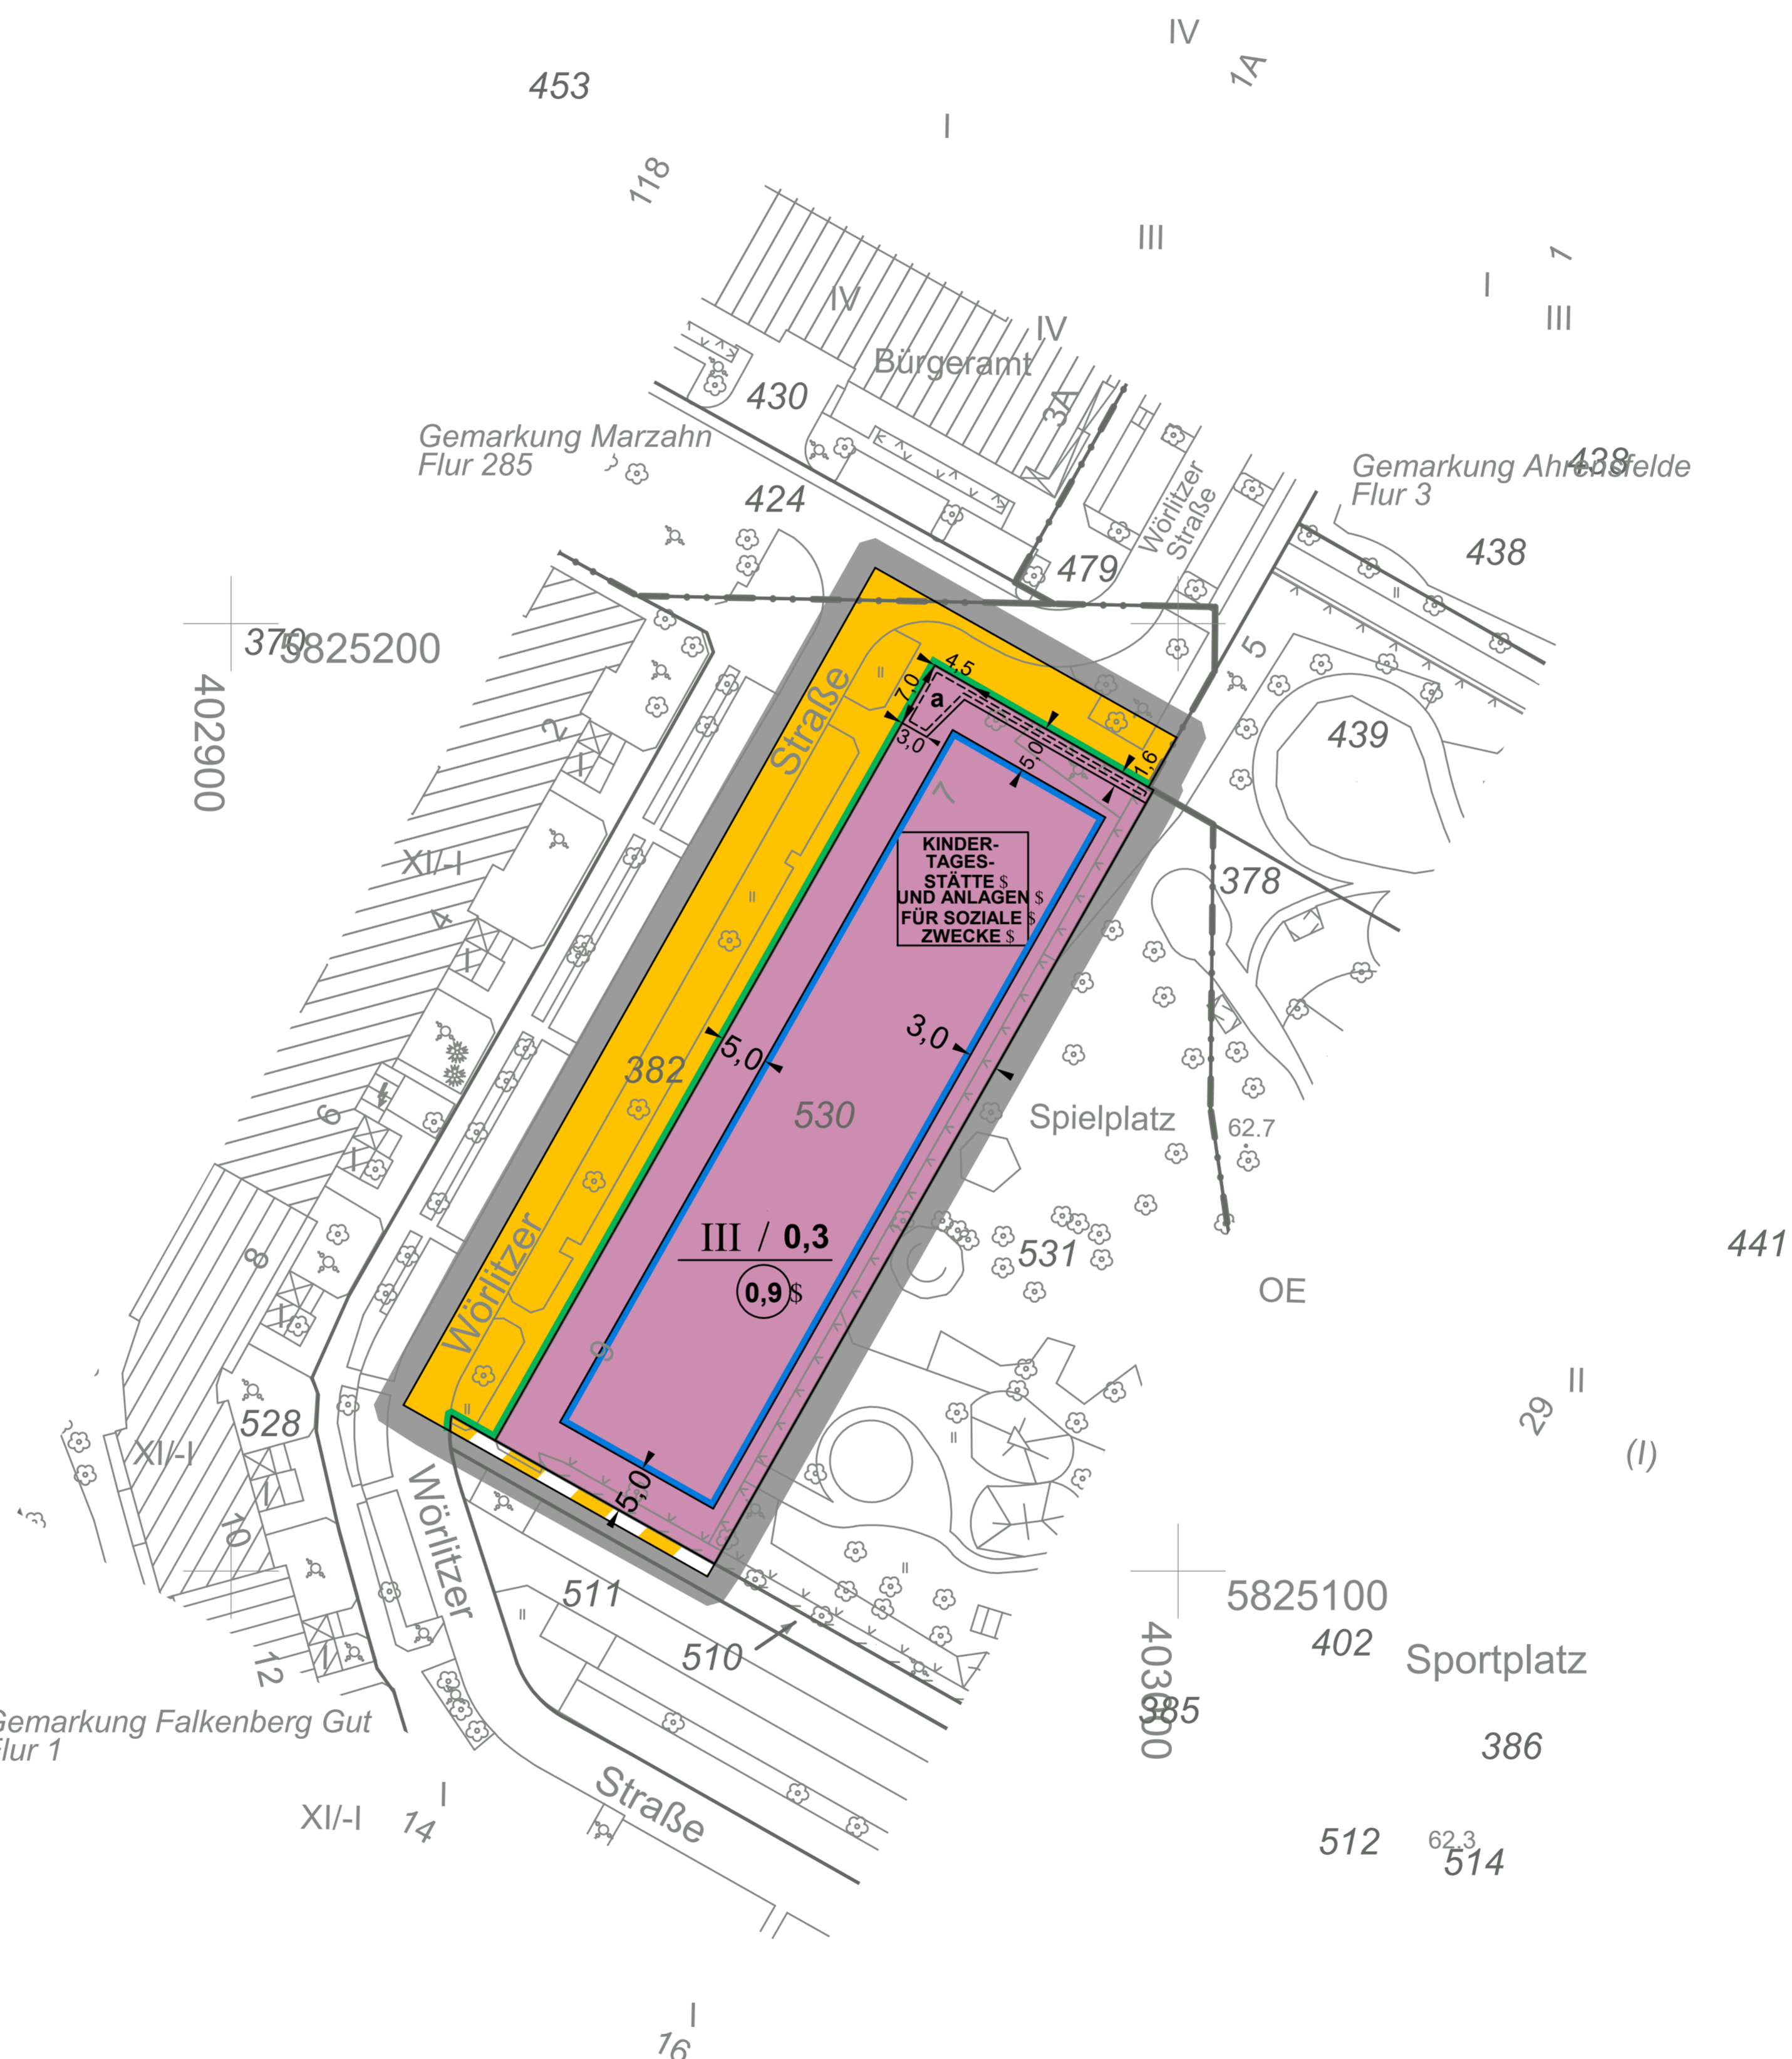 IV
1A
453
I
118
III
1
I
III
IV
IV
Bürgeramt
430
3A
Gemarkung Marzahn
Flur 285
Wörlitzer
Straße
438
Gemarkung Ahrensfelde
Flur 3
424
438
479
5
370
5825200
402900
Straße
4,5
7,0
a
3,0
5,0
1,6
439
2
I
7
XI/-I
KINDER-
TAGES-
STÄTTE $
UND ANLAGEN $
FÜR SOZIALE $
ZWECKE $
378
4
I
382
5,0
3,0
530
6
I
Spielplatz
62.7
III / 0,3
0,9 $
531
441
8
I
Wörlitzer
9
OE
II
29
(I)
528
XI/-I
I
10
3
Wörlitzer
5,0
511
510
5825100
403000
402
Sportplatz
12
I
385
386
Gemarkung Falkenberg Gut
Flur 1
XI/-I
14
I
Straße
512
62.3
514
I
16